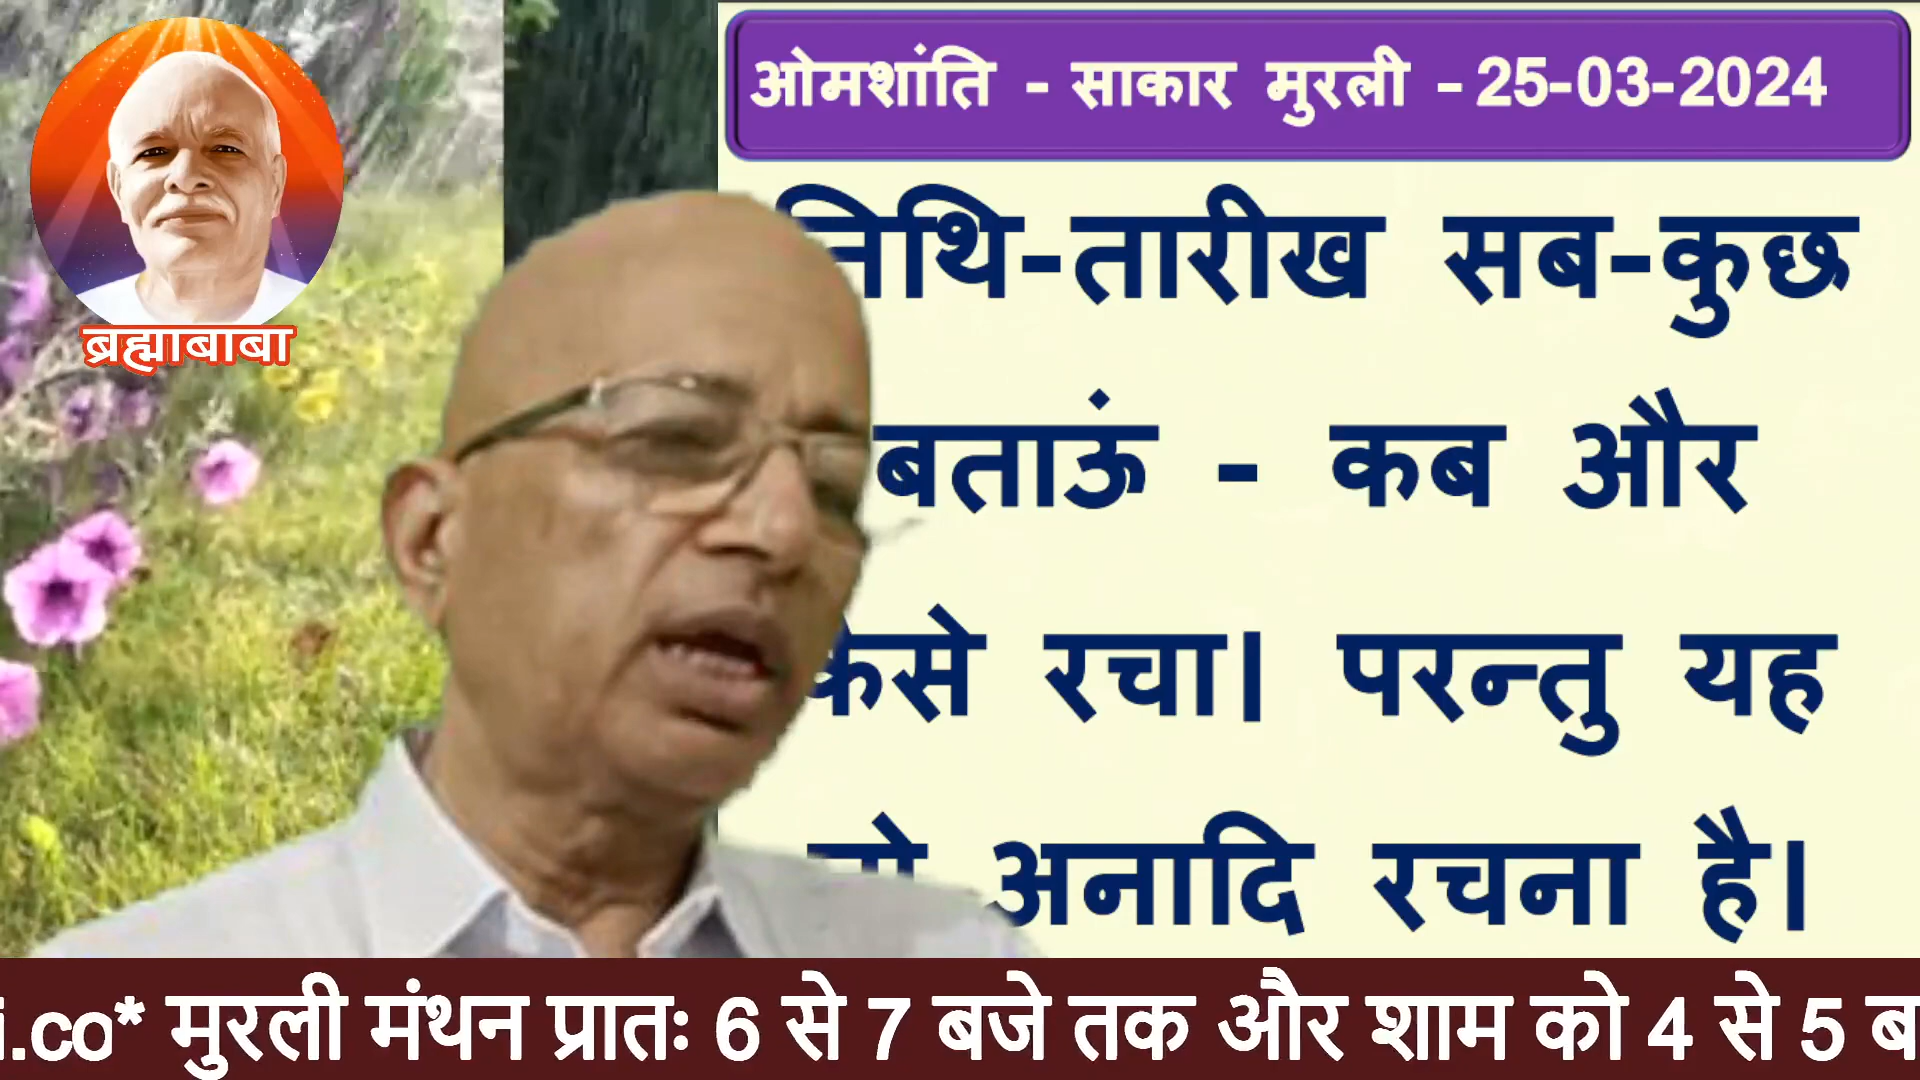 ओमशांति - साकार मुरली - 25-03-2024
ब्रह्माबाबा
तिथि-तारीख सब-कुछ
बताऊं - कब और
कैसे रचा। परन्तु यह
अनादि रचना है।
i.co* मुरली मंथन प्रातः 6 से 7 बजे तक और शाम को 4 से 5 ब